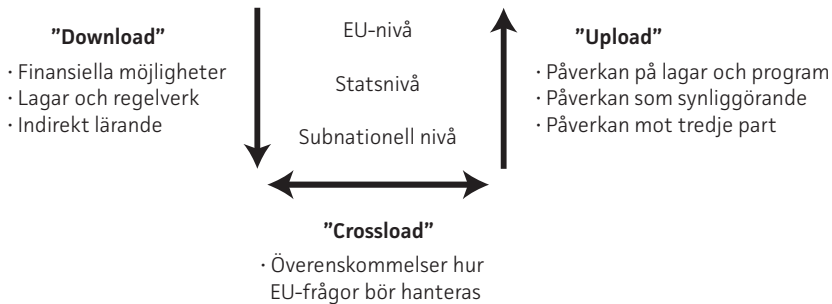 ”Download”
· Finansiella möjligheter
· Lagar och regelverk
· Indirekt lärande
EU-nivå
Statsnivå
Subnationell nivå
”Upload”
· Påverkan på lagar och program
· Påverkan som synliggörande
· Påverkan mot tredje part
”Crossload”
· Överenskommelser hur
EU-frågor bör hanteras